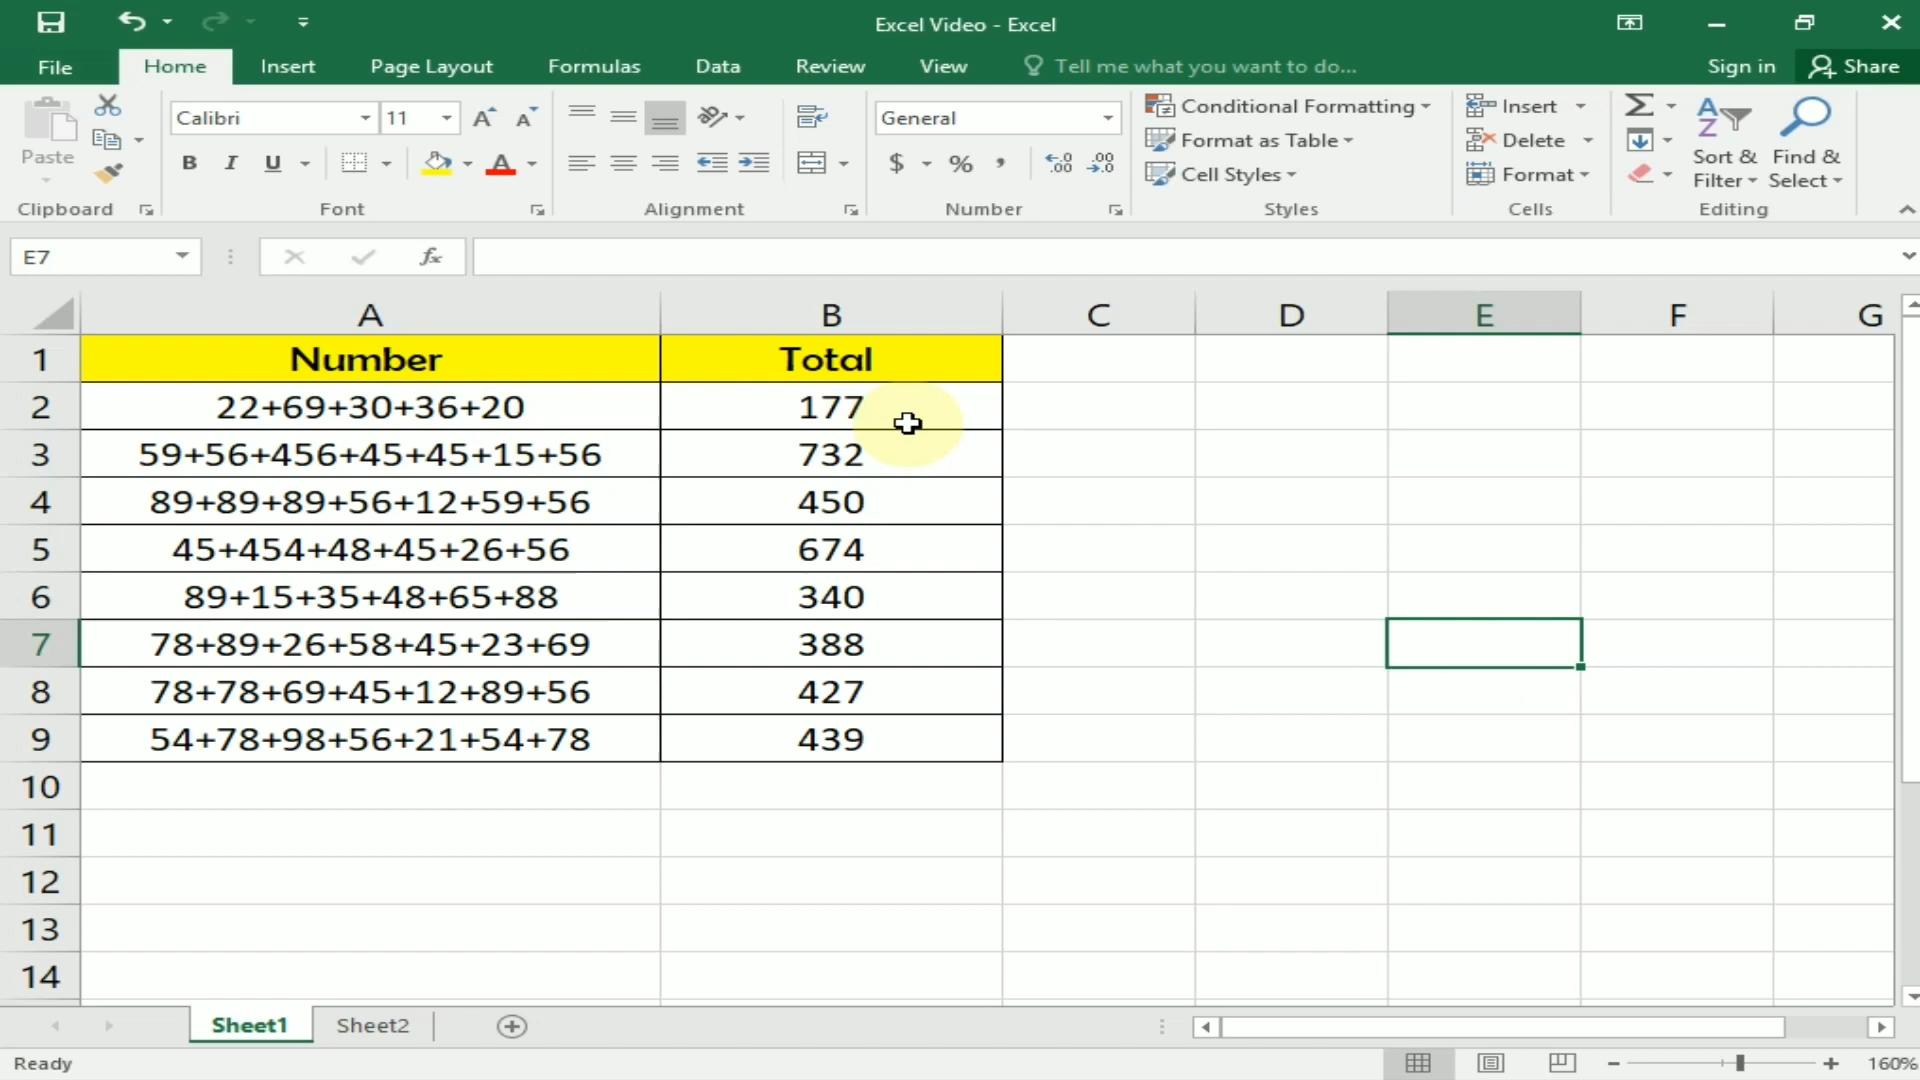 Excel Video - Excel
File Home Insert Page Layout Formulas Data Review View Tell me what you want to do... Sign in Share
Paste
Calibri 11
B I U A
General
$ % ,
Conditional Formatting
Format as Table
Cell Styles
Insert
Delete
Format
Sort & Filter
Find & Select
Clipboard Font Alignment Number Styles Cells Editing
E7 fx
A B C D E F G
1 Number Total
2 22+69+30+36+20 177
3 59+56+456+45+45+15+56 732
4 89+89+89+56+12+59+56 450
5 45+454+48+45+26+56 674
6 89+15+35+48+65+88 340
7 78+89+26+58+45+23+69 388
8 78+78+69+45+12+89+56 427
9 54+78+98+56+21+54+78 439
10
11
12
13
14
Sheet1 Sheet2
Ready 160%